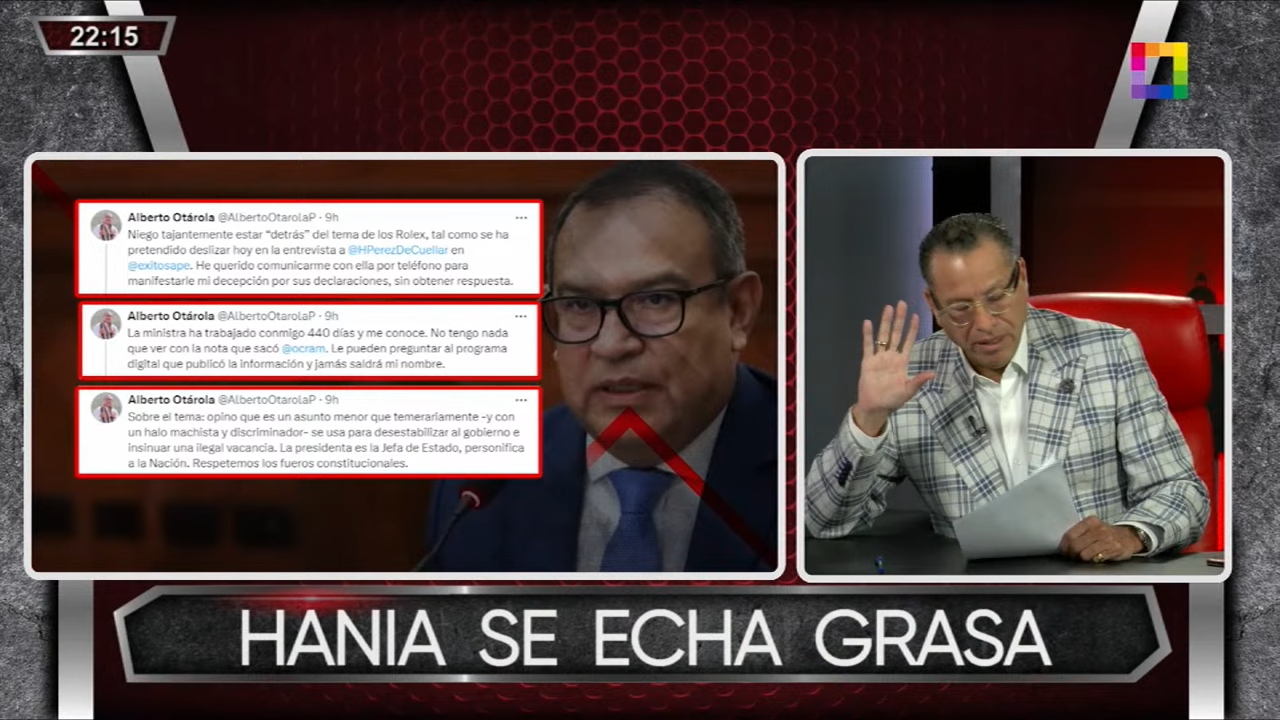 22:15
Alberto Otárola @AlbertoOtarolaP · 9h
Niego tajantemente estar “detrás” del tema de los Rolex, tal como se ha
pretendido deslizar hoy en la entrevista a @HPerezDeCuellar en
@exitosape. He querido comunicarme con ella por teléfono para
manifestarle mi decepción por sus declaraciones, sin obtener respuesta.
Alberto Otárola @AlbertoOtarolaP · 9h
La ministra ha trabajado conmigo 440 días y me conoce. No tengo nada
que ver con la nota que sacó @ocram. Le pueden preguntar al programa
digital que publicó la información y jamás saldrá mi nombre.
Alberto Otárola @AlbertoOtarolaP · 9h
Sobre el tema: opino que es un asunto menor que temerariamente -y con
un halo machista y discriminador- se usa para desestabilizar al gobierno e
insinuar una ilegal vacancia. La presidenta es la Jefa de Estado, personifica
a la Nación. Respetemos los fueros constitucionales.
HANIA SE ECHA GRASA